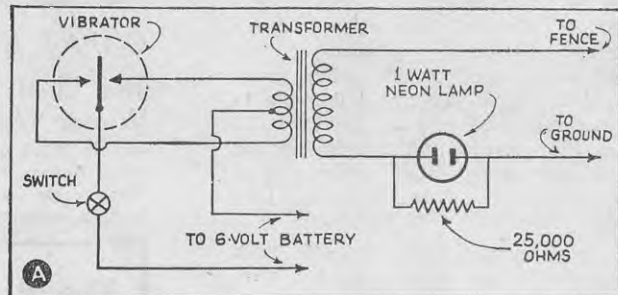 VIBRATOR
TRANSFORMER
TO
FENCE
1 WATT
NEON LAMP
TO
GROUND
SWITCH
TO 6-VOLT BATTERY
25,000
OHMS
A